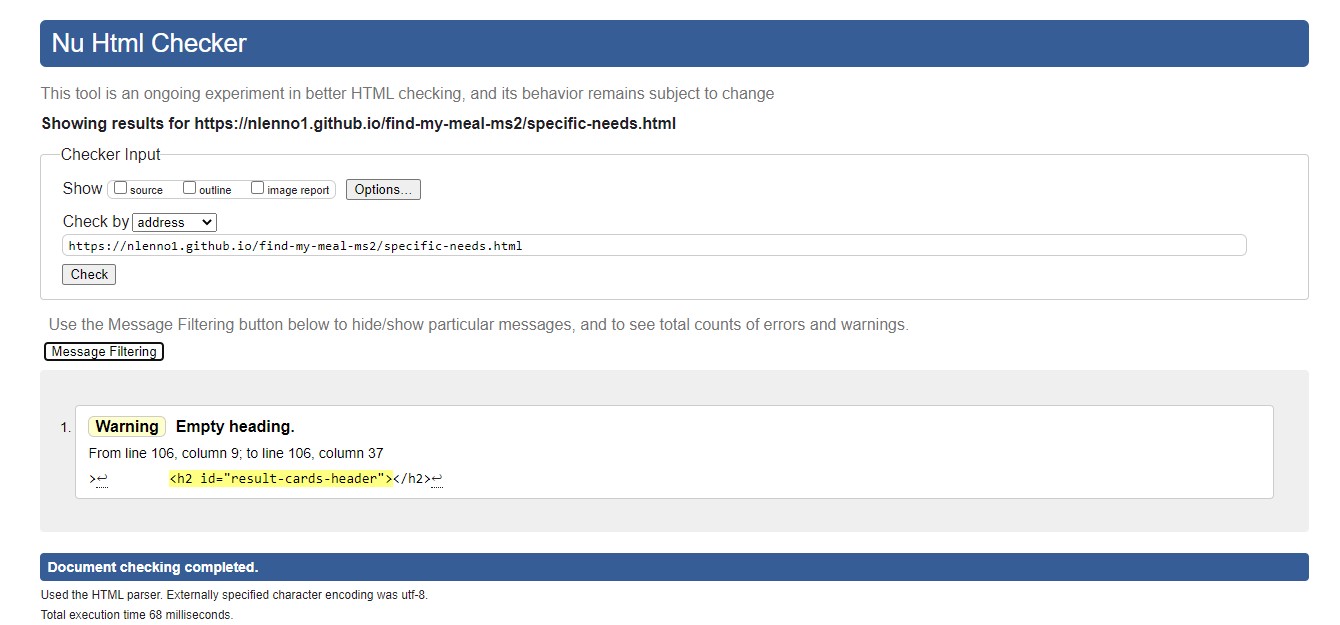 Nu Html Checker
This tool is an ongoing experiment in better HTML checking, and its behavior remains subject to change
Showing results for https://nlenno1.github.io/find-my-meal-ms2/specific-needs.html
Checker Input
Show source outline image report Options...
Check by address
https://nlenno1.github.io/find-my-meal-ms2/specific-needs.html
Check
Use the Message Filtering button below to hide/show particular messages, and to see total counts of errors and warnings.
Message Filtering
1. Warning Empty heading.
From line 106, column 9; to line 106, column 37
>↩ <h2 id="result-cards-header"></h2>↩
Document checking completed.
Used the HTML parser. Externally specified character encoding was utf-8.
Total execution time 68 milliseconds.